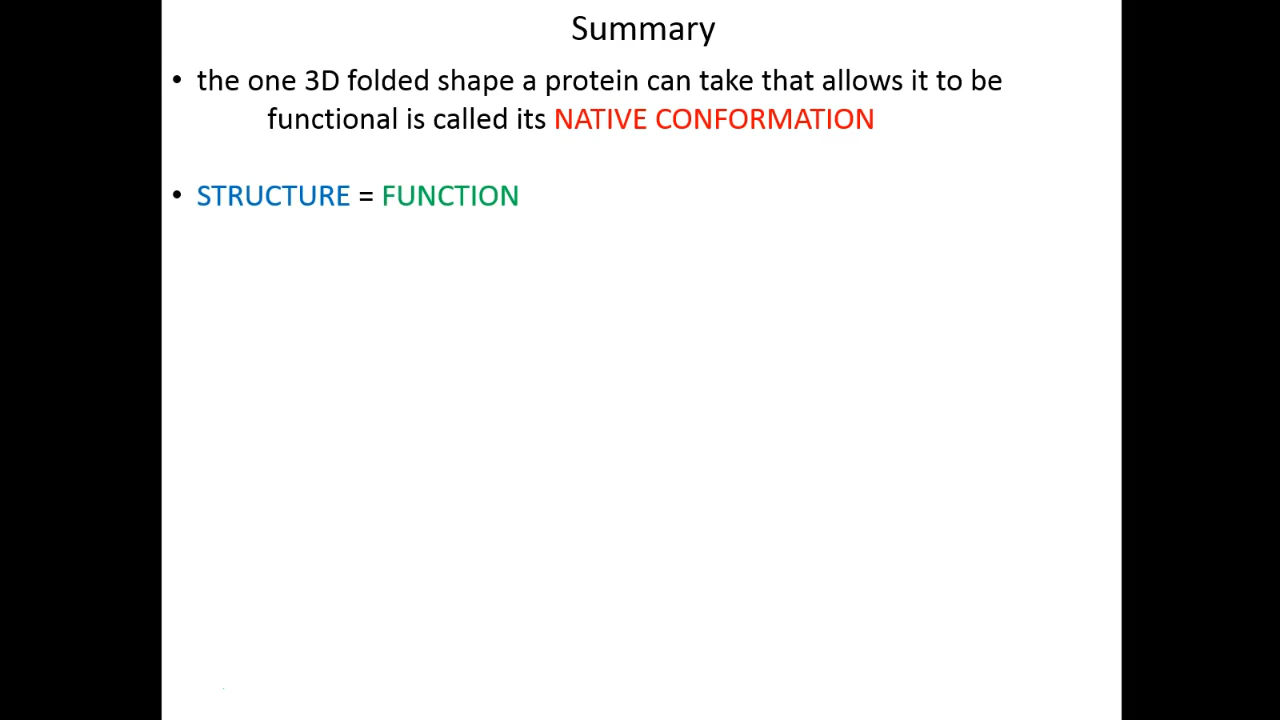 Summary
• the one 3D folded shape a protein can take that allows it to be
functional is called its NATIVE CONFORMATION
• STRUCTURE = FUNCTION